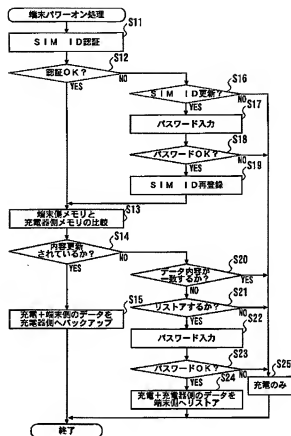 端末パワーオン処理
S11
SIM ID認証
S12
認証OK?
NO
S16
YES
SIM ID更新?
NO
YES
S17
パスワード入力
S18
パスワードOK?
NO
YES
S19
SIM ID再登録
S13
端末側メモリと
充電器側メモリの比較
S14
内容更新
されているか?
NO
S20
YES
データ内容が
一致するか?
YES
NO
S21
S15
リストアするか?
NO
充電+端末側のデータを
充電器側へバックアップ
YES
S22
パスワード入力
S23
パスワードOK?
NO
S25
YES
S24
充電のみ
充電+充電器側のデータを
端末側へリストア
終了